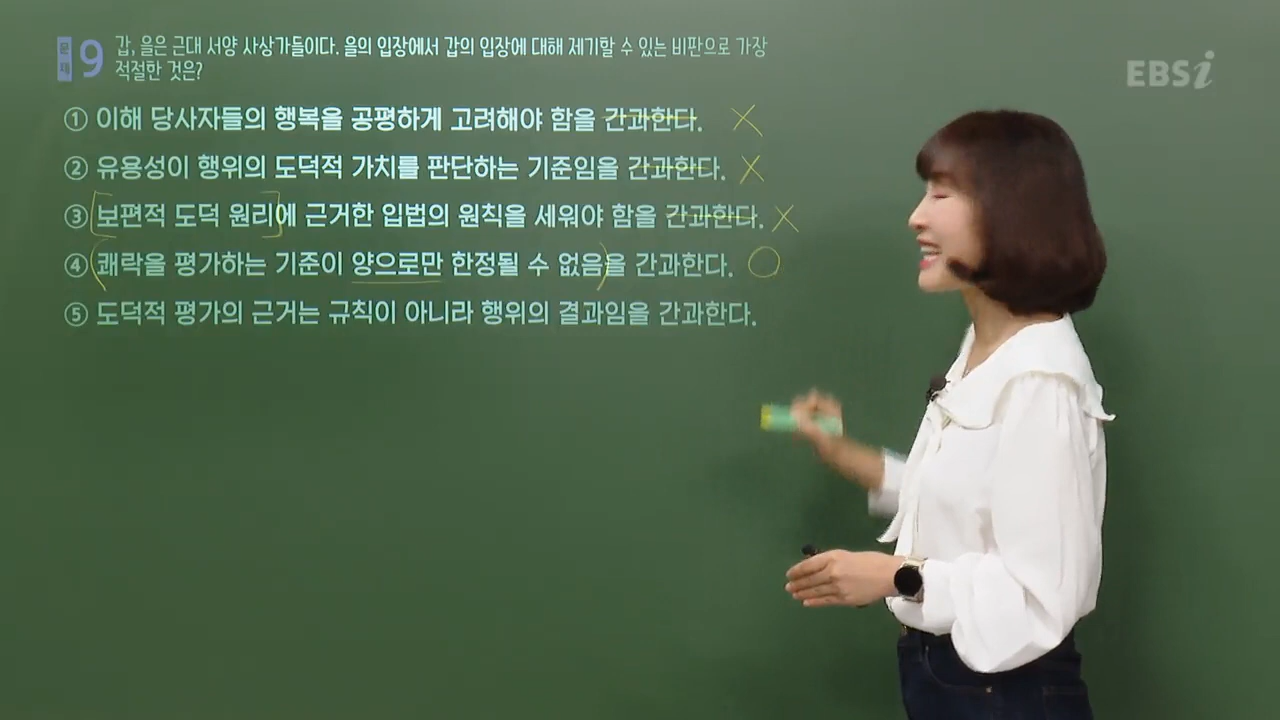 문제 9 갑, 을은 근대 서양 사상가들이다. 을의 입장에서 갑의 입장에 대해 제기할 수 있는 비판으로 가장
적절한 것은?
EBSi
① 이해 당사자들의 행복을 공평하게 고려해야 함을 간과한다. X
② 유용성이 행위의 도덕적 가치를 판단하는 기준임을 간과한다. X
③ [보편적 도덕 원리]에 근거한 입법의 원칙을 세워야 함을 간과한다. X
④ (쾌락을 평가하는 기준이 양으로만 한정될 수 없음)을 간과한다. O
⑤ 도덕적 평가의 근거는 규칙이 아니라 행위의 결과임을 간과한다.